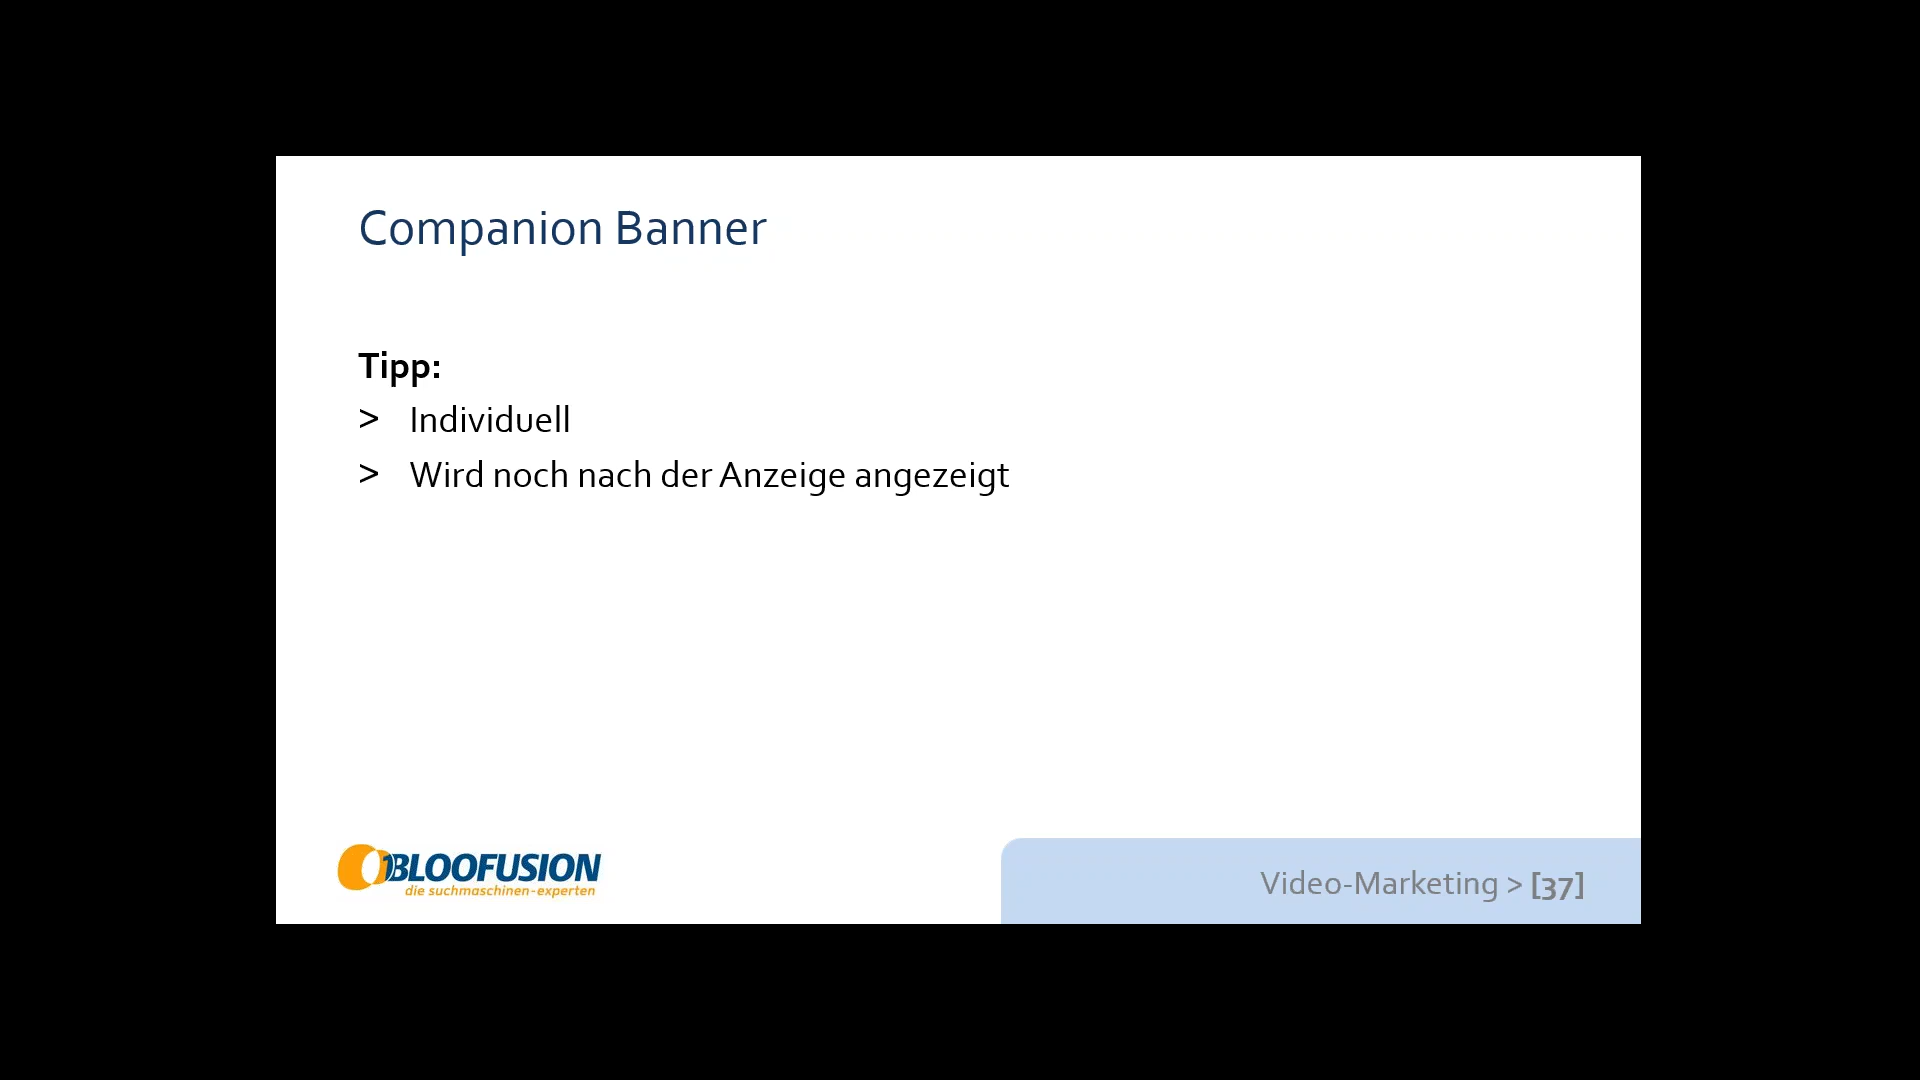 Companion Banner
Tipp:
> Individuell
> Wird noch nach der Anzeige angezeigt
BLOOFUSION
die suchmaschinen-experten
Video-Marketing > [37]